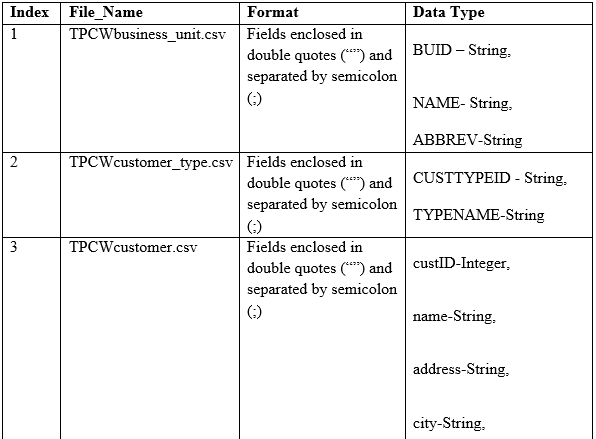 Index File_Name Format Data Type
1 TPCWbusiness_unit.csv Fields enclosed in
double quotes (“”) and
separated by semicolon
(;)
BUID – String,
NAME- String,
ABBREV-String
2 TPCWcustomer_type.csv Fields enclosed in
double quotes (“”) and
separated by semicolon
(;)
CUSTTYPEID - String,
TYPENAME-String
3 TPCWcustomer.csv Fields enclosed in
double quotes (“”) and
separated by semicolon
(;)
custID-Integer,
name-String,
address-String,
city-String,